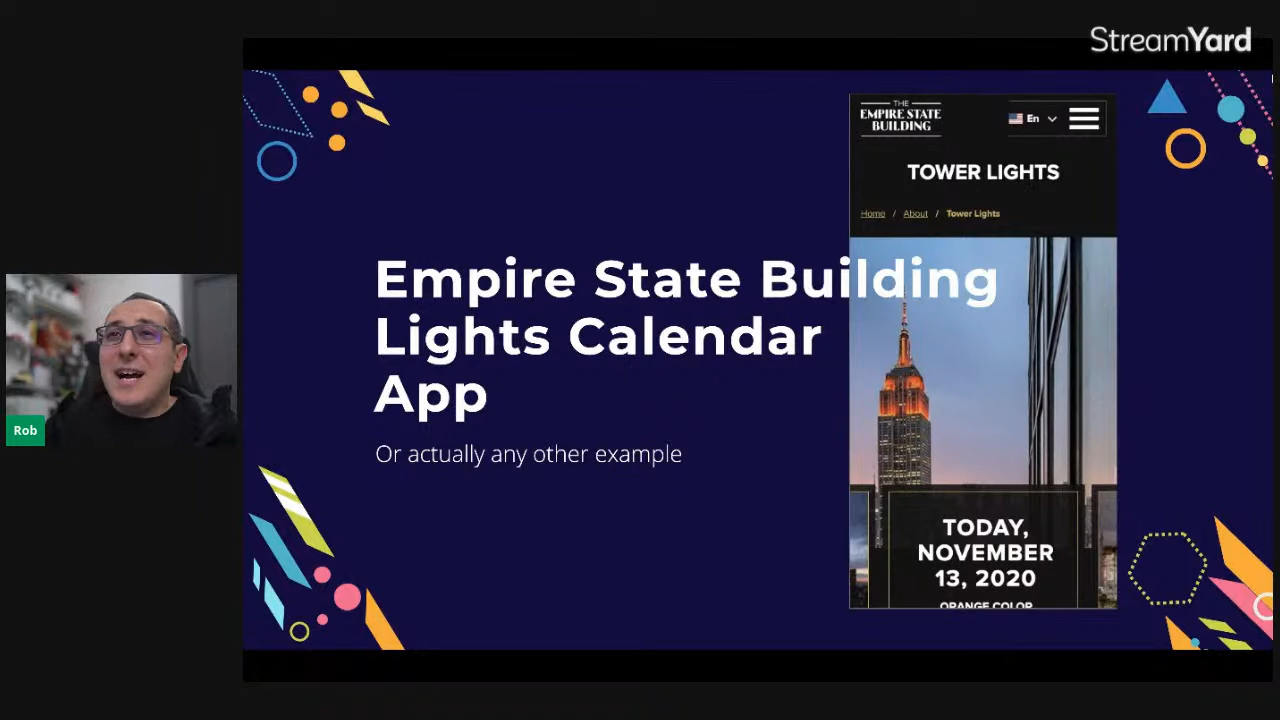 StreamYard
THE
EMPIRE STATE
BUILDING
En
TOWER LIGHTS
Home / About / Tower Lights
Empire State Building
Lights Calendar
App
Or actually any other example
Rob
TODAY,
NOVEMBER
13, 2020
ORANGE COLOR